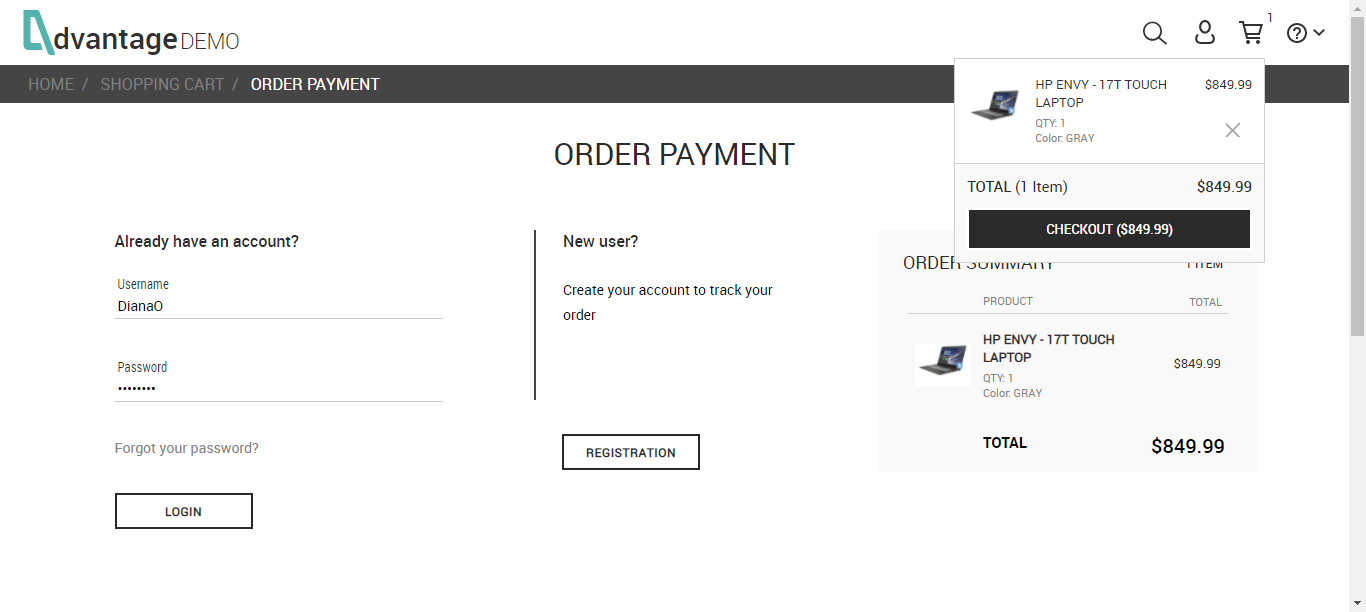 AdvantageDEMO
1
HOME / SHOPPING CART / ORDER PAYMENT
HP ENVY - 17T TOUCH
LAPTOP
$849.99
QTY: 1
Color: GRAY
TOTAL (1 Item) $849.99
CHECKOUT ($849.99)
ORDER PAYMENT
Already have an account?
Username
DianaO
Password
••••••••
Forgot your password?
LOGIN
New user?
Create your account to track your
order
REGISTRATION
ORDER SUMMARY 1 ITEM
PRODUCT TOTAL
HP ENVY - 17T TOUCH
LAPTOP
$849.99
QTY: 1
Color: GRAY
TOTAL $849.99